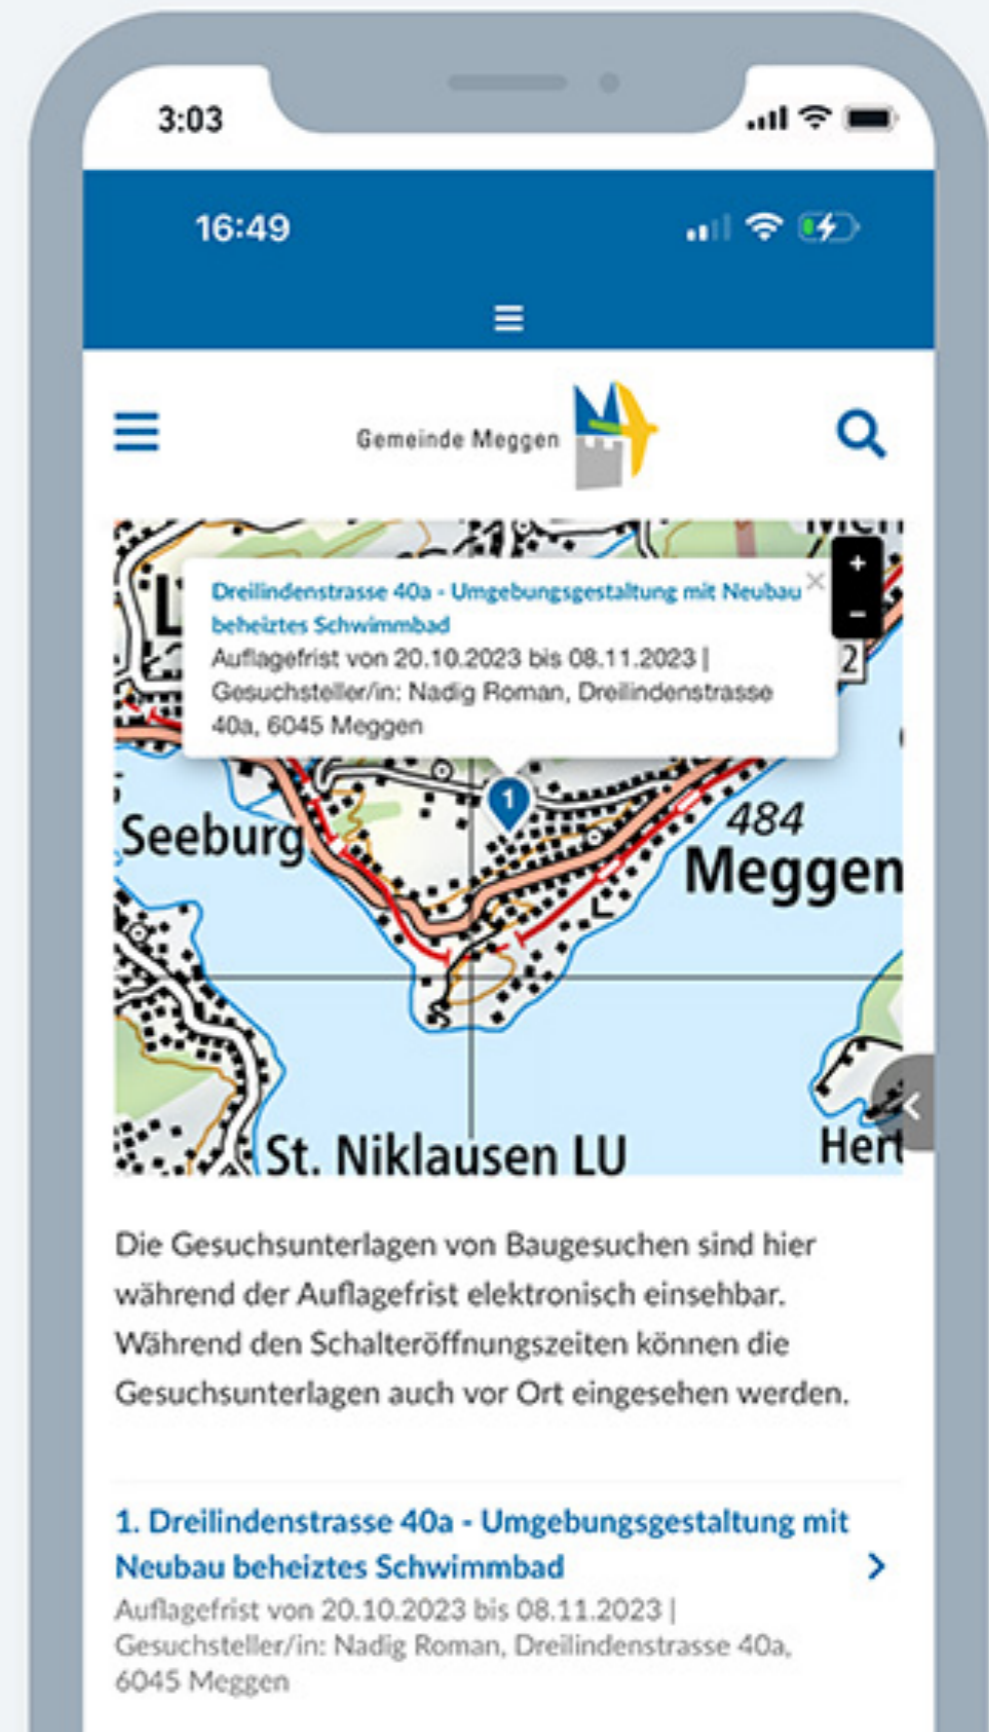 3:03
16:49
Gemeinde Meggen
Dreilindenstrasse 40a - Umgebungsgestaltung mit Neubau
beheiztes Schwimmbad
Auflagefrist von 20.10.2023 bis 08.11.2023 |
Gesuchsteller/in: Nadig Roman, Dreilindenstrasse
40a, 6045 Meggen
+
−
2
1
Seeburg
484
Meggen
St. Niklausen LU
Hert
Die Gesuchsunterlagen von Baugesuchen sind hier
während der Auflagefrist elektronisch einsehbar.
Während den Schalteröffnungszeiten können die
Gesuchsunterlagen auch vor Ort eingesehen werden.
1. Dreilindenstrasse 40a - Umgebungsgestaltung mit
Neubau beheiztes Schwimmbad
Auflagefrist von 20.10.2023 bis 08.11.2023 |
Gesuchsteller/in: Nadig Roman, Dreilindenstrasse 40a,
6045 Meggen